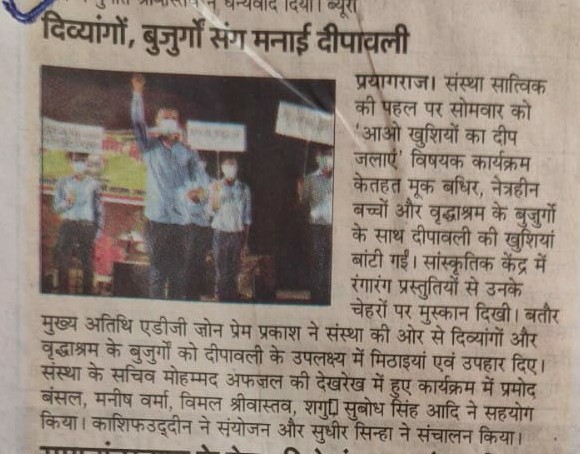 ने धन्यवाद दिया। ब्यूरो
दिव्यांगों, बुजुर्गों संग मनाई दीपावली
प्रयागराज। संस्था सात्विक
की पहल पर सोमवार को
'आओ खुशियों का दीप
जलाएं' विषयक कार्यक्रम
केतहत मूक बधिर, नेत्रहीन
बच्चों और वृद्धाश्रम के बुजुर्गों
के साथ दीपावली की खुशियां
बांटी गईं। सांस्कृतिक केंद्र में
रंगारंग प्रस्तुतियों से उनके
चेहरों पर मुस्कान दिखी। बतौर
मुख्य अतिथि एडीजी जोन प्रेम प्रकाश ने संस्था की ओर से दिव्यांगों और
वृद्धाश्रम के बुजुर्गों को दीपावली के उपलक्ष्य में मिठाइयां एवं उपहार दिए।
संस्था के सचिव मोहम्मद अफजल की देखरेख में हुए कार्यक्रम में प्रमोद
बंसल, मनीष वर्मा, विमल श्रीवास्तव, शगु▯ सुबोध सिंह आदि ने सहयोग
किया। काशिफउद्दीन ने संयोजन और सुधीर सिन्हा ने संचालन किया।